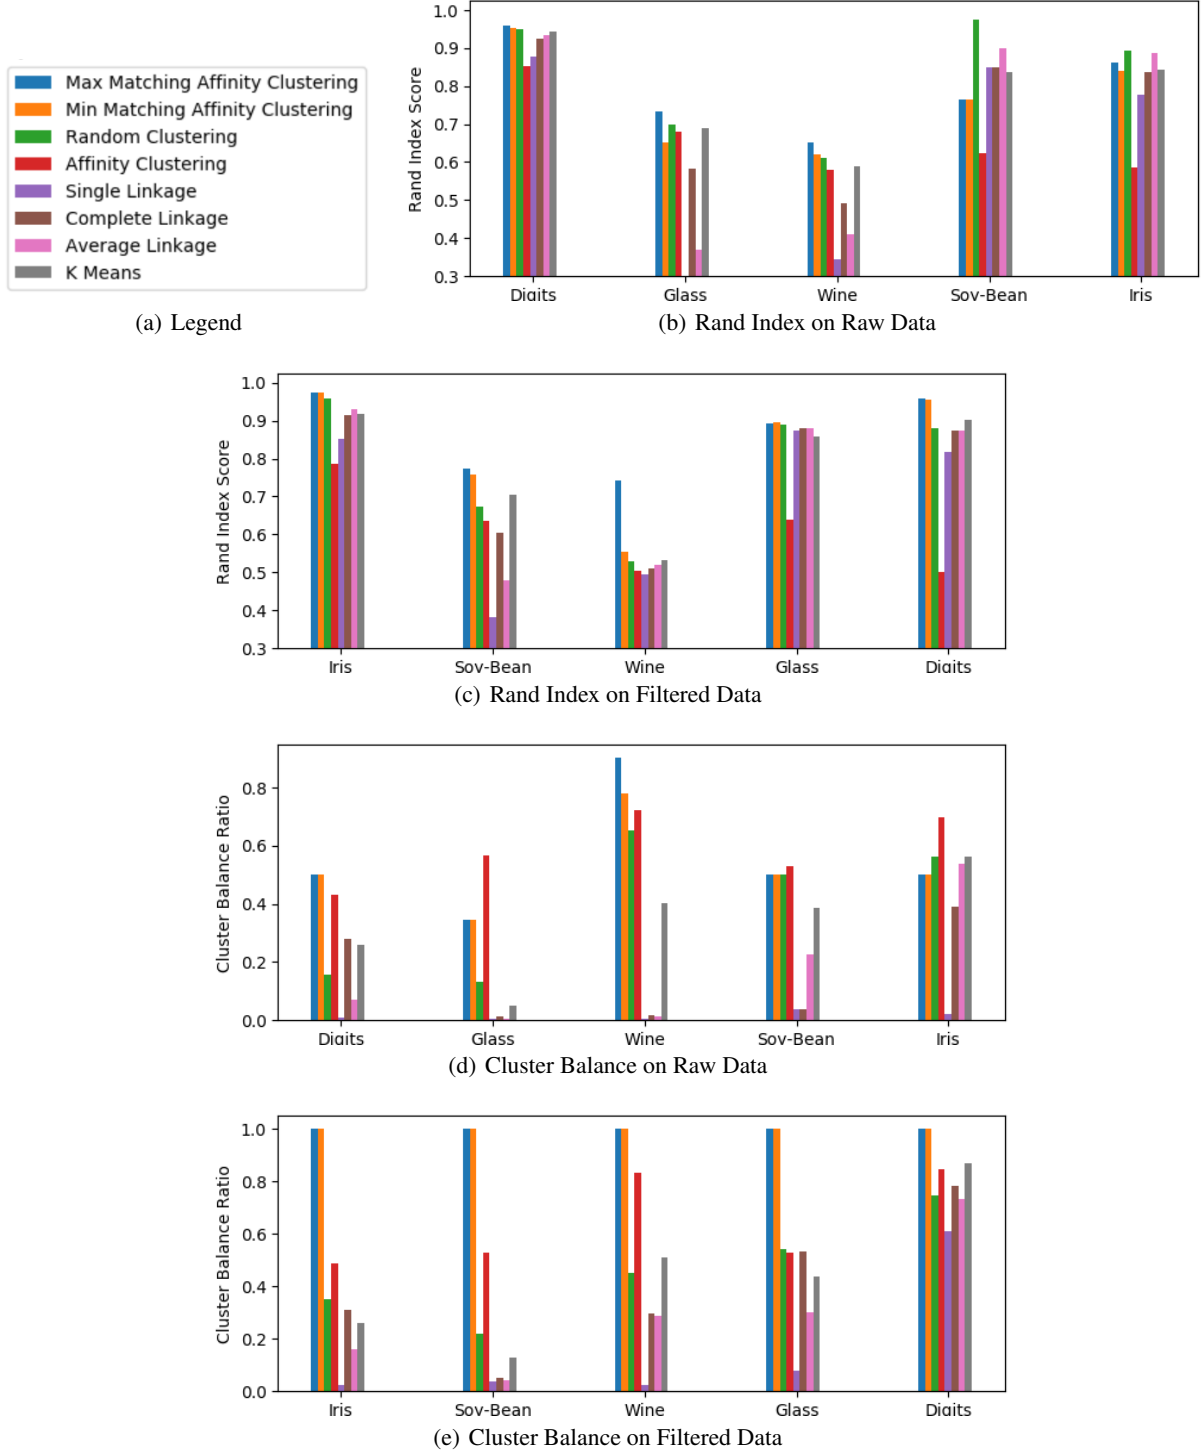 Max Matching Affinity Clustering
Min Matching Affinity Clustering
Random Clustering
Affinity Clustering
Single Linkage
Complete Linkage
Average Linkage
K Means
(a) Legend
Rand Index Score
1.0
0.9
0.8
0.7
0.6
0.5
0.4
0.3
Digits Glass Wine Soy-Bean Iris
(b) Rand Index on Raw Data
Rand Index Score
1.0
0.9
0.8
0.7
0.6
0.5
0.4
0.3
Iris Soy-Bean Wine Glass Digits
(c) Rand Index on Filtered Data
Cluster Balance Ratio
0.8
0.6
0.4
0.2
0.0
Digits Glass Wine Soy-Bean Iris
(d) Cluster Balance on Raw Data
Cluster Balance Ratio
1.0
0.8
0.6
0.4
0.2
0.0
Iris Soy-Bean Wine Glass Digits
(e) Cluster Balance on Filtered Data